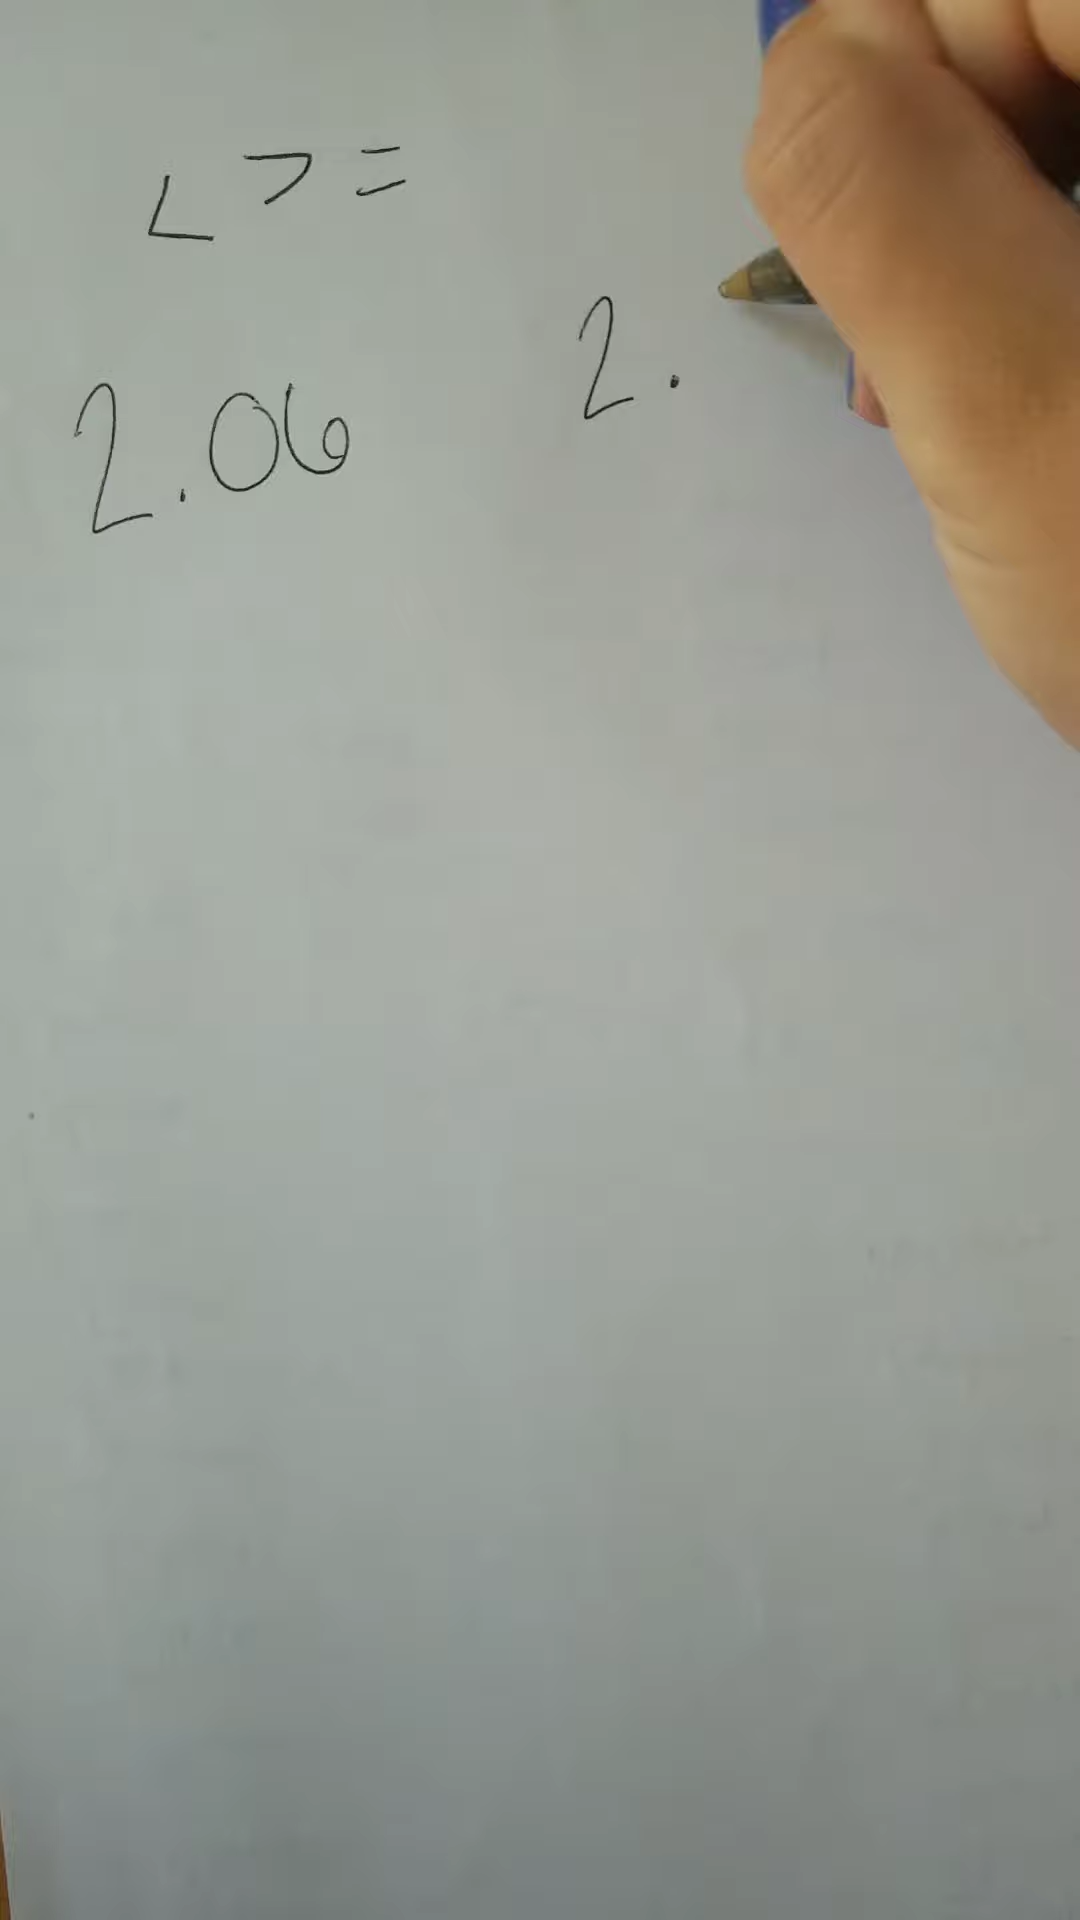 < > =
2.06 2.